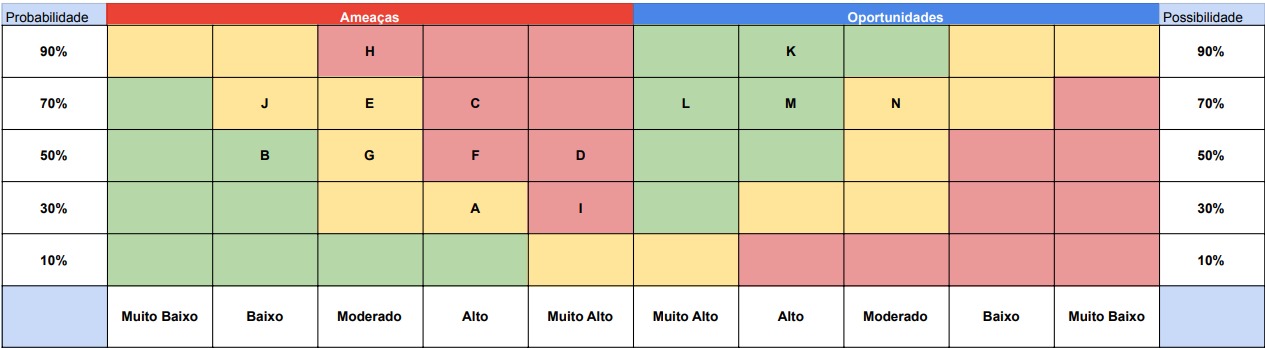 Probabilidade Ameaças Oportunidades Possibilidade
90% H K 90%
70% J E C L M N 70%
50% B G F D 50%
30% A I 30%
10% 10%
Muito Baixo Baixo Moderado Alto Muito Alto Muito Alto Alto Moderado Baixo Muito Baixo